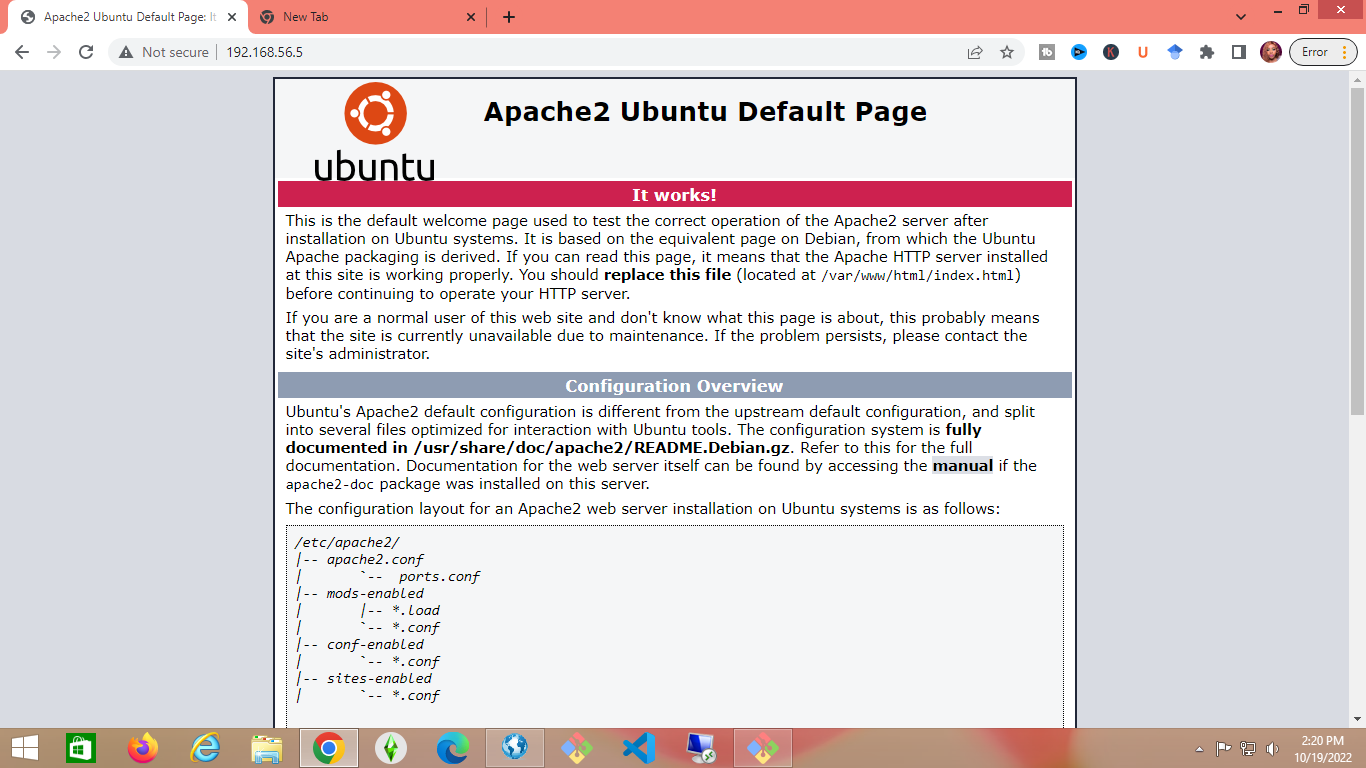 Apache2 Ubuntu Default Page: It
New Tab
Not secure
192.168.56.5
Error
ubuntu
Apache2 Ubuntu Default Page
It works!
This is the default welcome page used to test the correct operation of the Apache2 server after
installation on Ubuntu systems. It is based on the equivalent page on Debian, from which the Ubuntu
Apache packaging is derived. If you can read this page, it means that the Apache HTTP server installed
at this site is working properly. You should replace this file (located at /var/www/html/index.html)
before continuing to operate your HTTP server.
If you are a normal user of this web site and don't know what this page is about, this probably means
that the site is currently unavailable due to maintenance. If the problem persists, please contact the
site's administrator.
Configuration Overview
Ubuntu's Apache2 default configuration is different from the upstream default configuration, and split
into several files optimized for interaction with Ubuntu tools. The configuration system is fully
documented in /usr/share/doc/apache2/README.Debian.gz. Refer to this for the full
documentation. Documentation for the web server itself can be found by accessing the manual if the
apache2-doc package was installed on this server.
The configuration layout for an Apache2 web server installation on Ubuntu systems is as follows:
/etc/apache2/
|-- apache2.conf
|       `--  ports.conf
|-- mods-enabled
|       |-- *.load
|       `-- *.conf
|-- conf-enabled
|       `-- *.conf
|-- sites-enabled
|       `-- *.conf
2:20 PM
10/19/2022